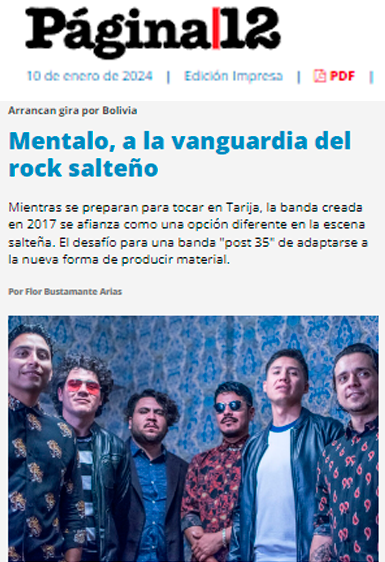 Página|12
10 de enero de 2024 | Edición Impresa | PDF |
Arrancan gira por Bolivia
Mentalo, a la vanguardia del
rock salteño
Mientras se preparan para tocar en Tarija, la banda creada
en 2017 se afianza como una opción diferente en la escena
salteña. El desafío para una banda "post 35" de adaptarse a
la nueva forma de producir material.
Por Flor Bustamante Arias